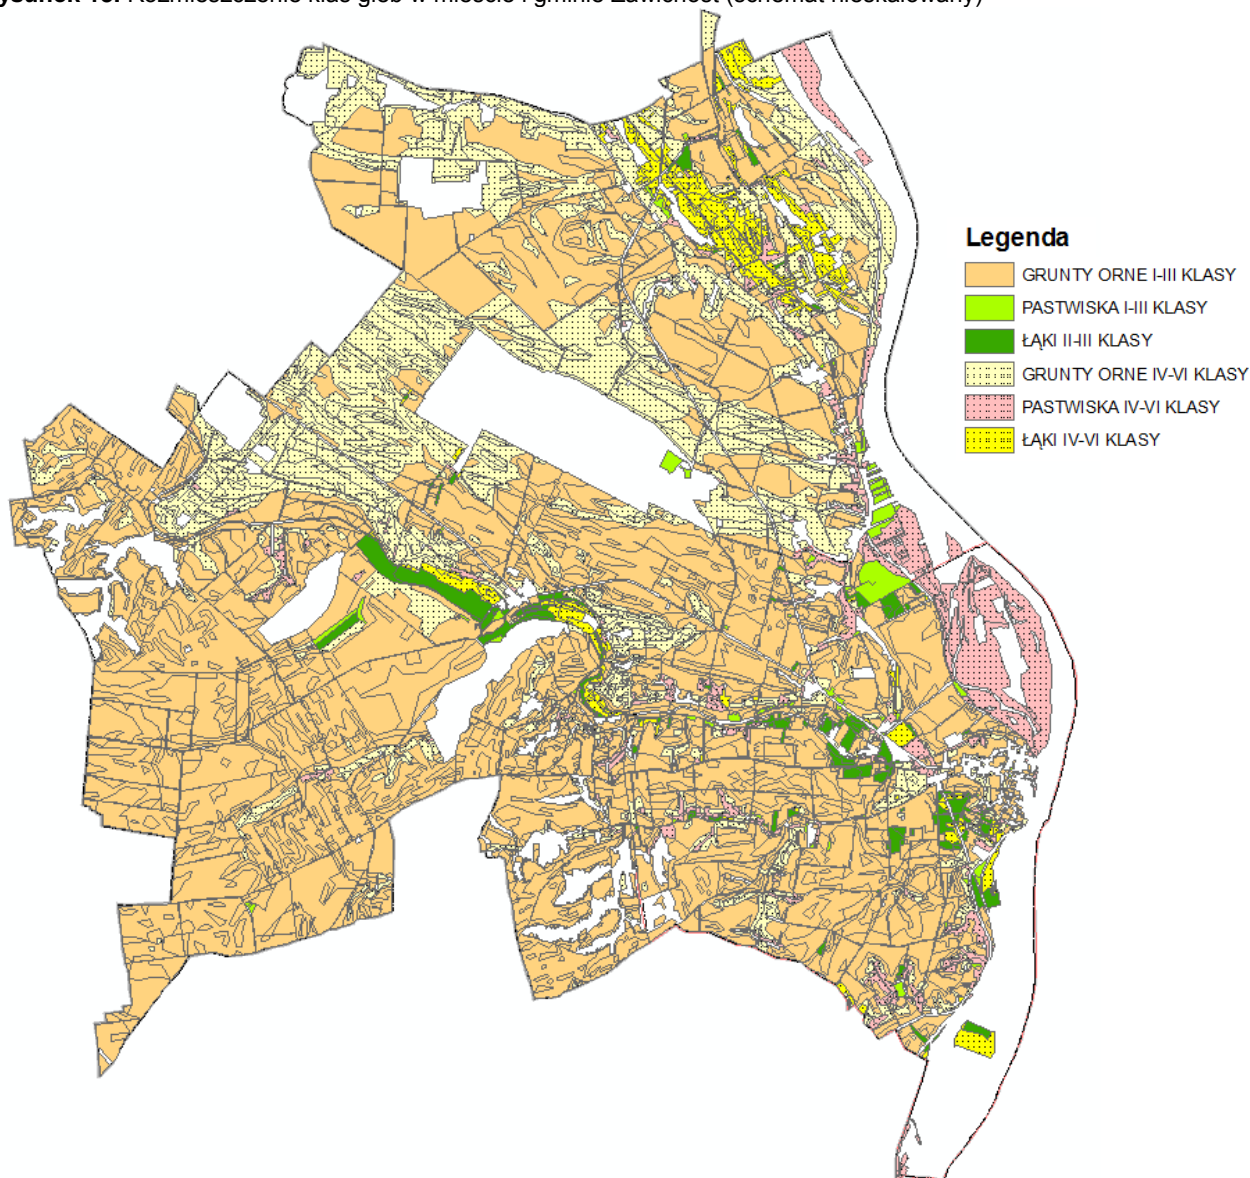 Rozmieszczenie klas gleb w mieście i gminie Zawichost (schemat nieskalowany)
Legenda
GRUNTY ORNE I-III KLASY
PASTWISKA I-III KLASY
ŁĄKI II-III KLASY
GRUNTY ORNE IV-VI KLASY
PASTWISKA IV-VI KLASY
ŁĄKI IV-VI KLASY